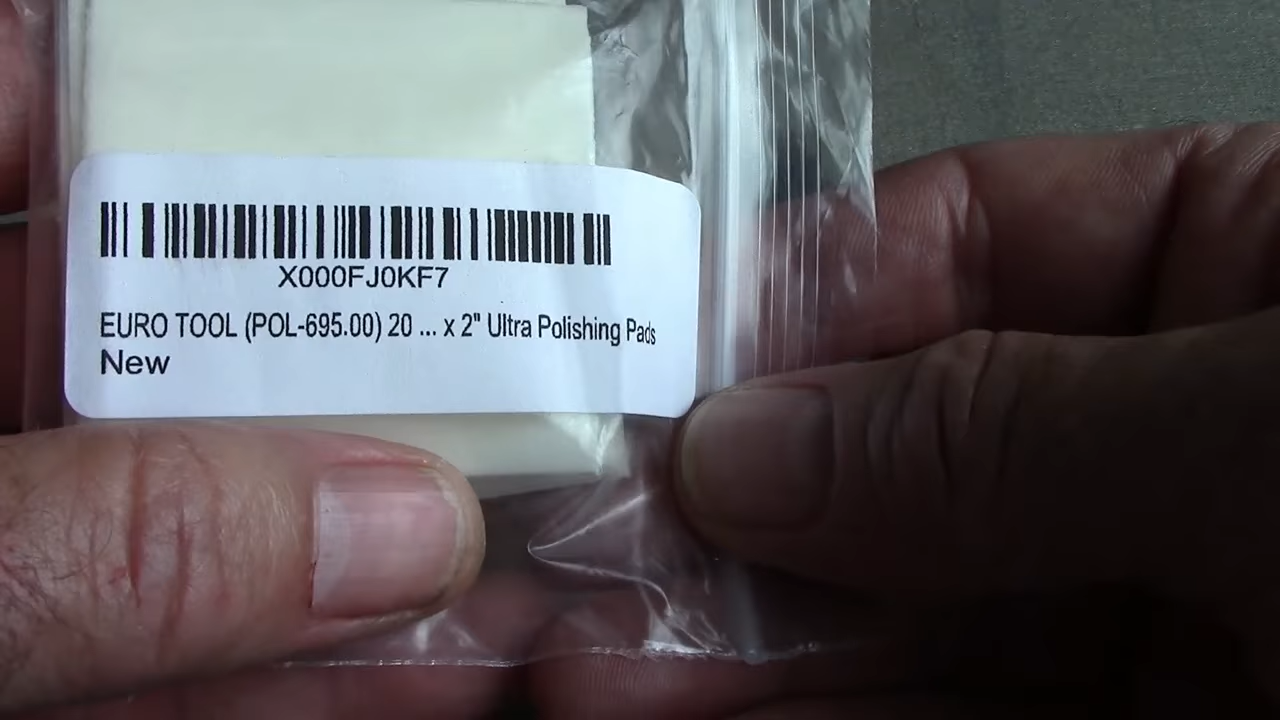 X000FJ0KF7
EURO TOOL (POL-695.00) 20 ... x 2" Ultra Polishing Pads
New